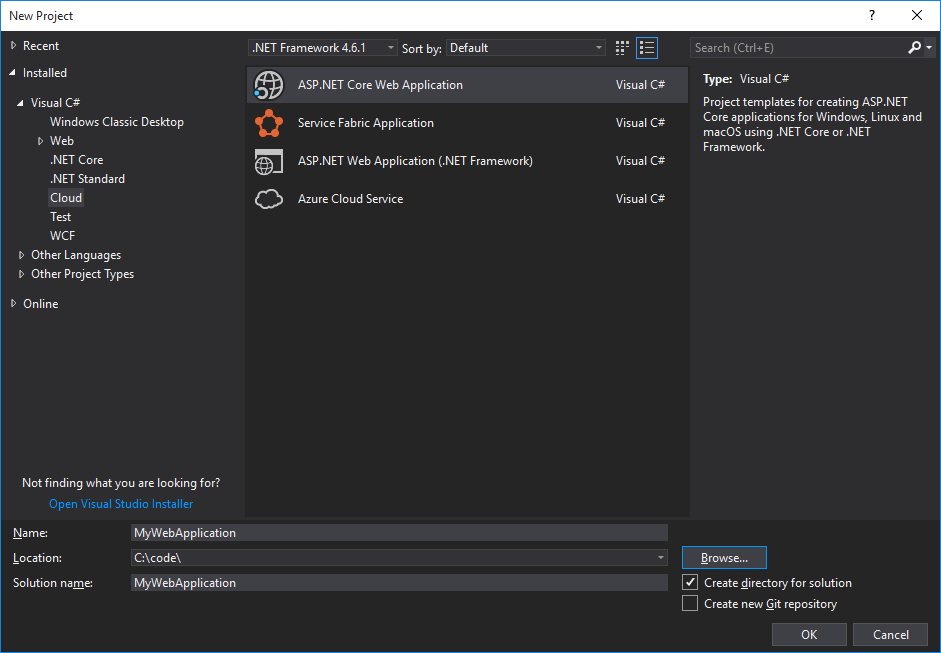 New Project
?
Recent
Installed
Visual C#
Windows Classic Desktop
Web
.NET Core
.NET Standard
Cloud
Test
WCF
Other Languages
Other Project Types
Online
Not finding what you are looking for?
Open Visual Studio Installer
.NET Framework 4.6.1 Sort by: Default
ASP.NET Core Web Application Visual C#
Service Fabric Application Visual C#
ASP.NET Web Application (.NET Framework) Visual C#
Azure Cloud Service Visual C#
Search (Ctrl+E)
Type: Visual C#
Project templates for creating ASP.NET
Core applications for Windows, Linux and
macOS using .NET Core or .NET
Framework.
Name: MyWebApplication
Location: C:\code\
Solution name: MyWebApplication
Browse...
Create directory for solution
Create new Git repository
OK Cancel